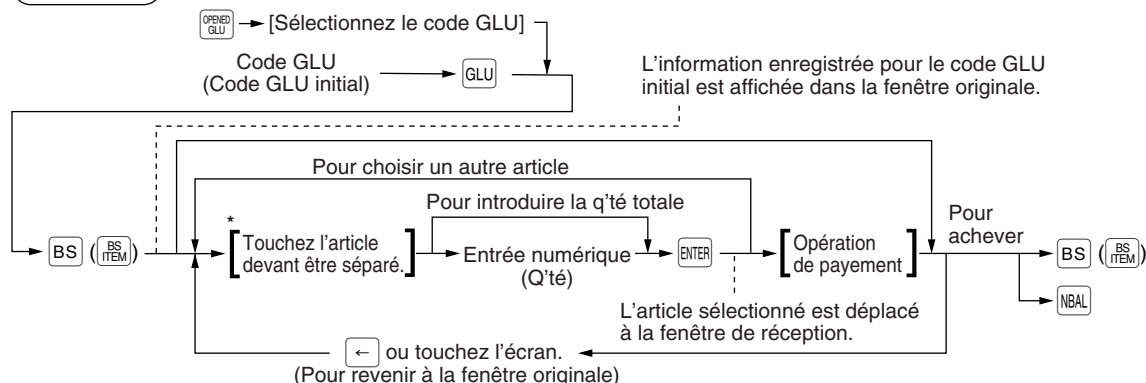 OPENED GLU [Sélectionnez le code GLU]
Code GLU
(Code GLU initial)
GLU
L'information enregistrée pour le code GLU
initial est affichée dans la fenêtre originale.
Pour choisir un autre article
Pour introduire la q'té totale
Pour
achever
BS (BS ITEM)
*
[Touchez l'article
devant être séparé.]
Entrée numérique
(Q'té)
ENTER
[Opération
de payement]
BS (BS ITEM)
NBAL
L'article sélectionné est déplacé
à la fenêtre de réception.
← ou touchez l'écran.
(Pour revenir à la fenêtre originale)